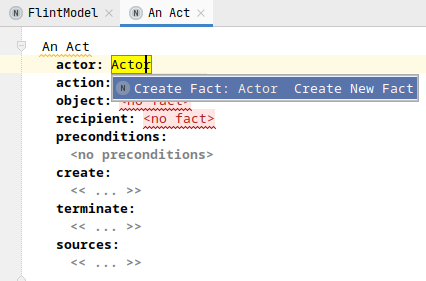 N FlintModel × N An Act ×
An Act
actor: Actor
action:
N Create Fact: Actor Create New Fact
object: <no fact>
recipient: <no fact>
preconditions:
<no preconditions>
create:
<< ... >>
terminate:
<< ... >>
sources:
<< ... >>